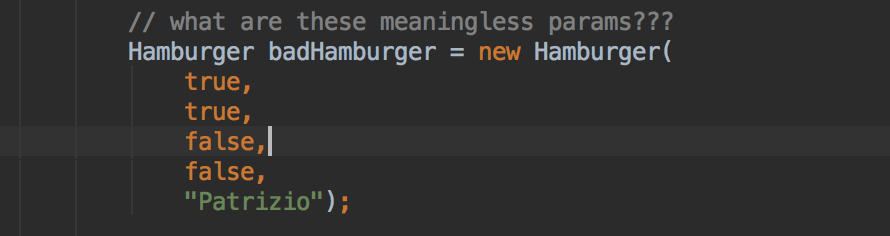 // what are these meaningless params???
Hamburger badHamburger = new Hamburger(
true,
true,
false,
false,
"Patrizio");